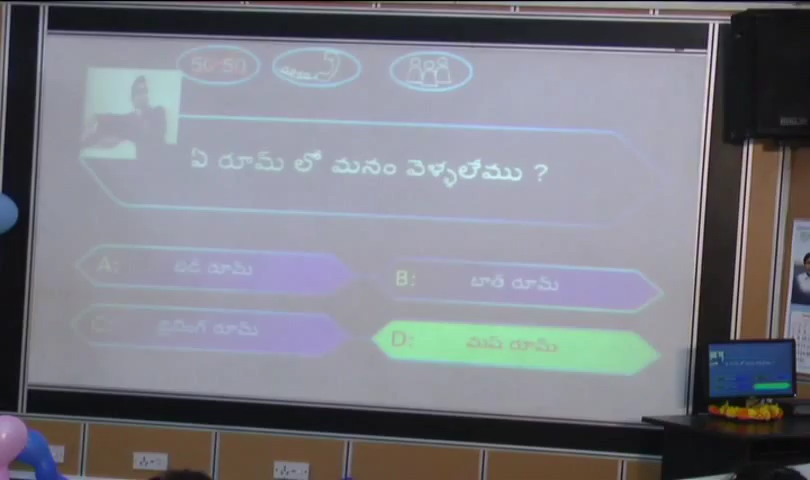 50:50
ఏ రూమ్ లో మనం వెళ్ళలేము ?
A: బెడ్ రూమ్
B: బాత్ రూమ్
C: డ్రెసింగ్ రూమ్
D: మష్ రూమ్